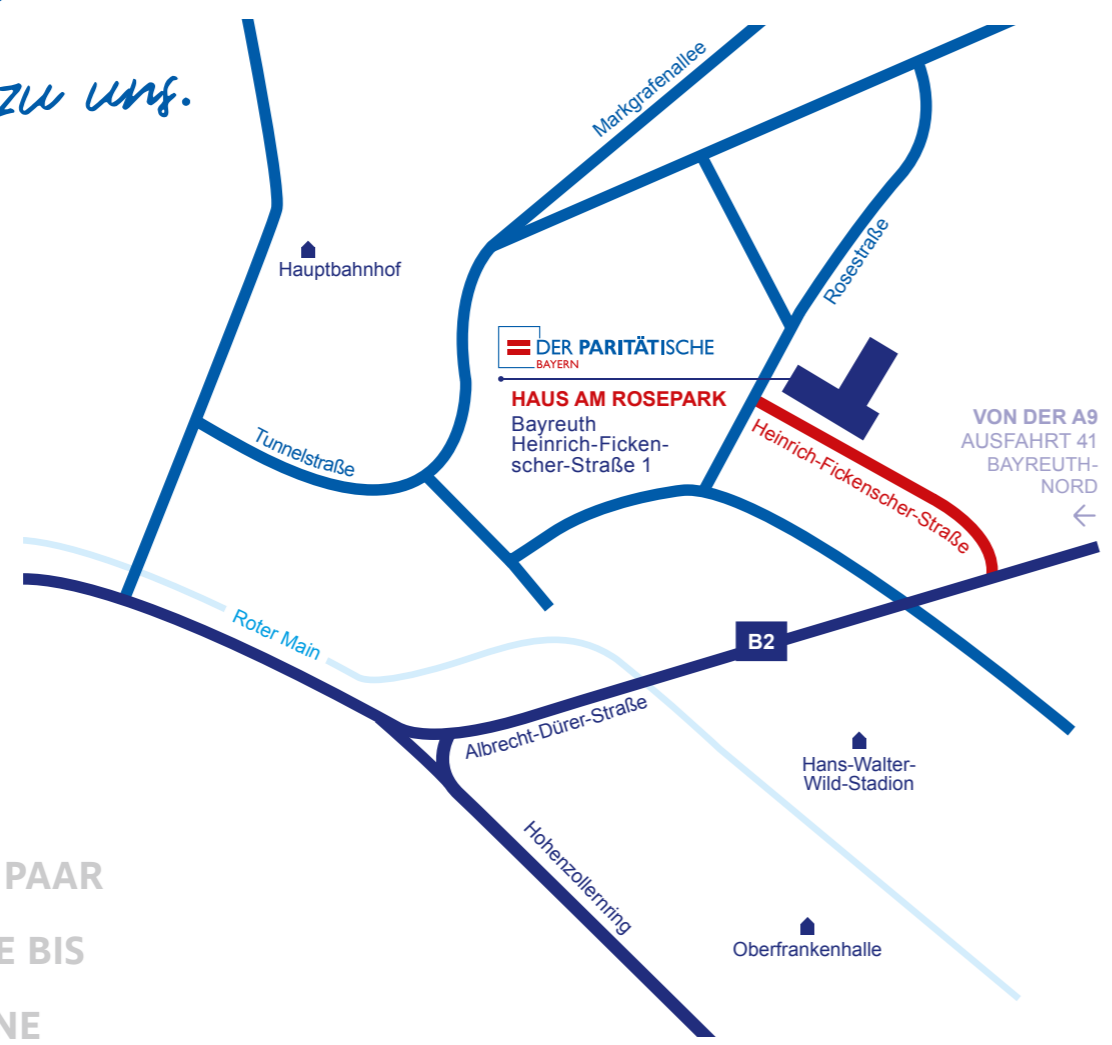 zu uns.
Markgrafenallee
Hauptbahnhof
Rosestraße
DER PARITÄTISCHE
BAYERN
HAUS AM ROSEPARK
Bayreuth
Heinrich-Ficken-
scher-Straße 1
VON DER A9
AUSFAHRT 41
BAYREUTH-
NORD
Heinrich-Fickenscher-Straße
Tunnelstraße
Roter Main
B2
Albrecht-Dürer-Straße
Hans-Walter-
Wild-Stadion
Hohenzollernring
Oberfrankenhalle
PAAR
E BIS
NE